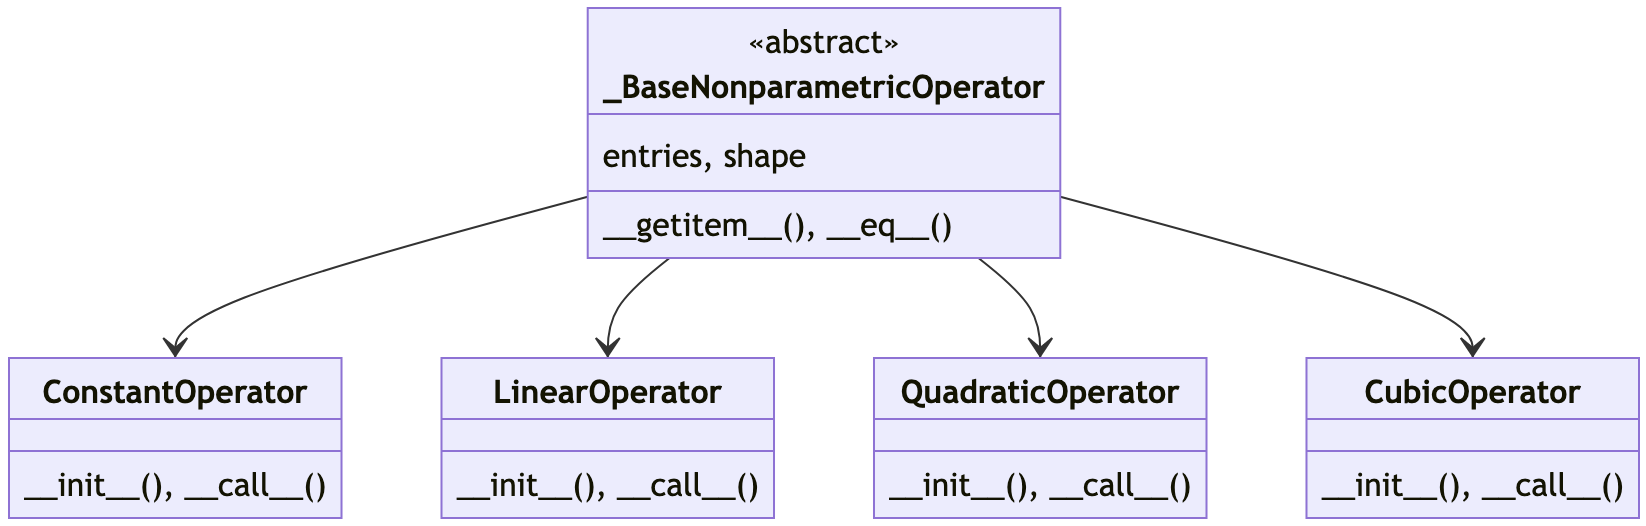 «abstract»
_BaseNonparametricOperator
entries, shape
__getitem__(), __eq__()
ConstantOperator
__init__(), __call__()
LinearOperator
__init__(), __call__()
QuadraticOperator
__init__(), __call__()
CubicOperator
__init__(), __call__()